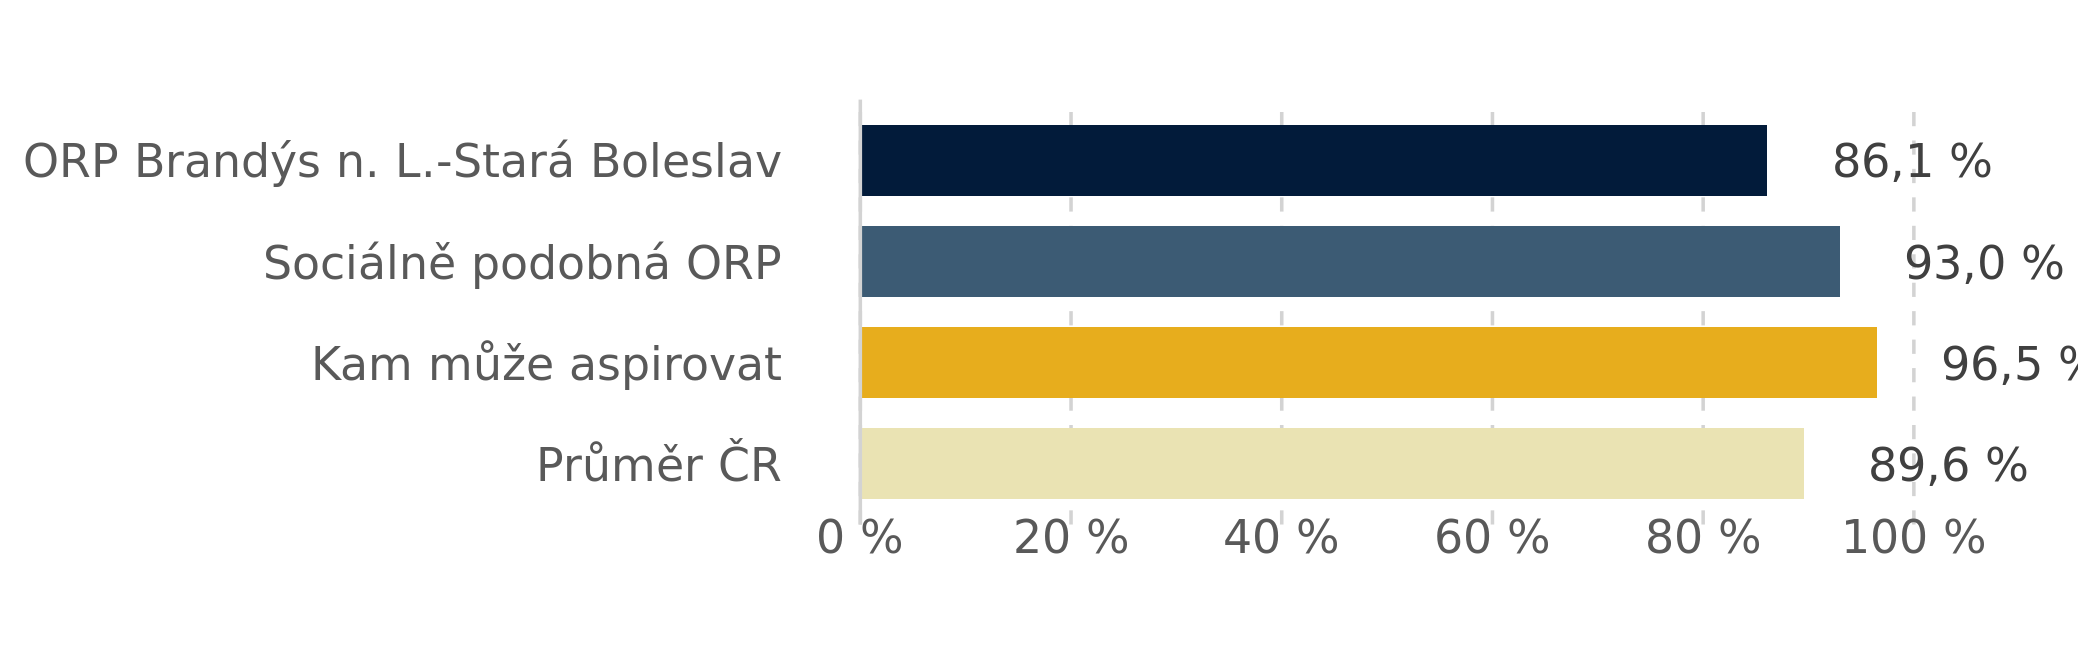 ORP Brandýs n. L.-Stará Boleslav 86,1 %
Sociálně podobná ORP 93,0 %
Kam může aspirovat 96,5 %
Průměr ČR 89,6 %
0 % 20 % 40 % 60 % 80 % 100 %